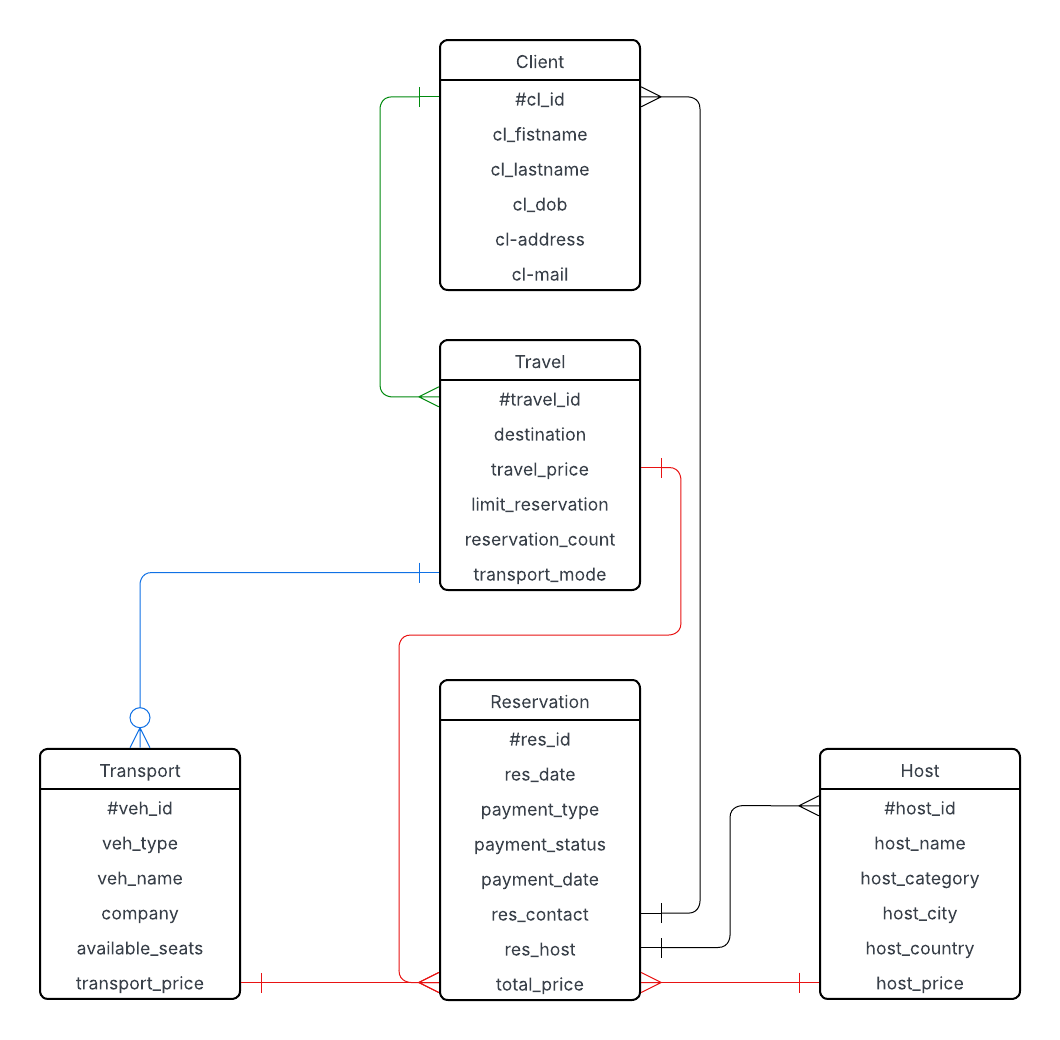 Client
#cl_id
cl_fistname
cl_lastname
cl_dob
cl-address
cl-mail
Travel
#travel_id
destination
travel_price
limit_reservation
reservation_count
transport_mode
Reservation
#res_id
res_date
payment_type
payment_status
payment_date
res_contact
res_host
total_price
Transport
#veh_id
veh_type
veh_name
company
available_seats
transport_price
Host
#host_id
host_name
host_category
host_city
host_country
host_price